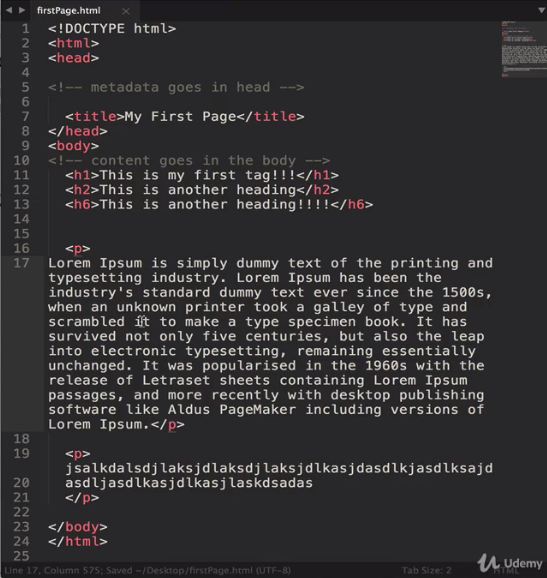 firstPage.html
1 <!DOCTYPE html>
2 <html>
3 <head>
4
5 <!-- metadata goes in head -->
6
7 <title>My First Page</title>
8 </head>
9 <body>
10 <!-- content goes in the body -->
11 <h1>This is my first tag!!!</h1>
12 <h2>This is another heading</h2>
13 <h6>This is another heading!!!!</h6>
14
15
16 <p>
17 Lorem Ipsum is simply dummy text of the printing and
typesetting industry. Lorem Ipsum has been the
industry's standard dummy text ever since the 1500s,
when an unknown printer took a galley of type and
scrambled it to make a type specimen book. It has
survived not only five centuries, but also the leap
into electronic typesetting, remaining essentially
unchanged. It was popularised in the 1960s with the
release of Letraset sheets containing Lorem Ipsum
passages, and more recently with desktop publishing
software like Aldus PageMaker including versions of
Lorem Ipsum.</p>
18
19 <p>
jsalkdalsdjlaksjdlaksdjlaksjdlkasjdasdlkjasdlksajd
20 asdljasdlkasjdlkasjlaskdsadas
21 </p>
22
23 </body>
24 </html>
25
Line 17, Column 575; Saved ~/Desktop/firstPage.html (UTF-8) Tab Size: 2 HTML
Udemy